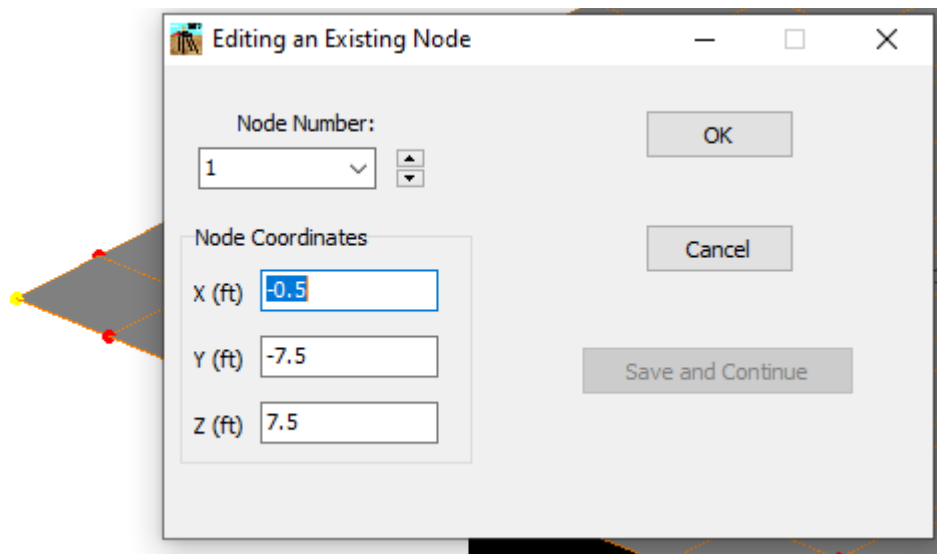 Editing an Existing Node
Node Number:
1
OK
Cancel
Node Coordinates
X (ft) -0.5
Y (ft) -7.5
Z (ft) 7.5
Save and Continue